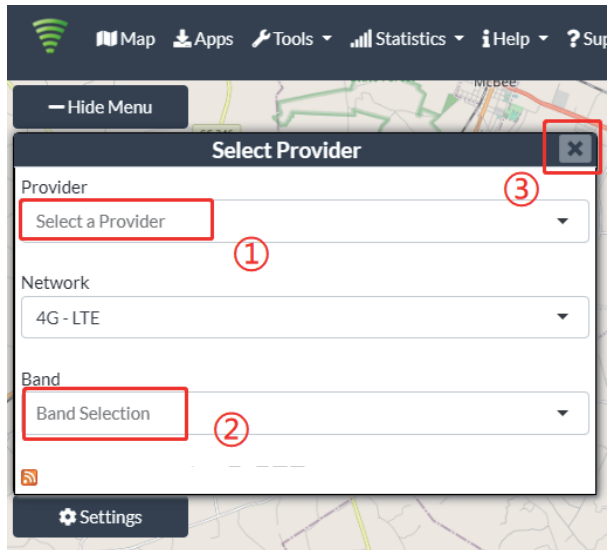 Map Apps Tools Statistics Help ? Sup
Hide Menu
McBee
Select Provider
③
Provider
Select a Provider
①
Network
4G - LTE
Band
Band Selection
②
Settings